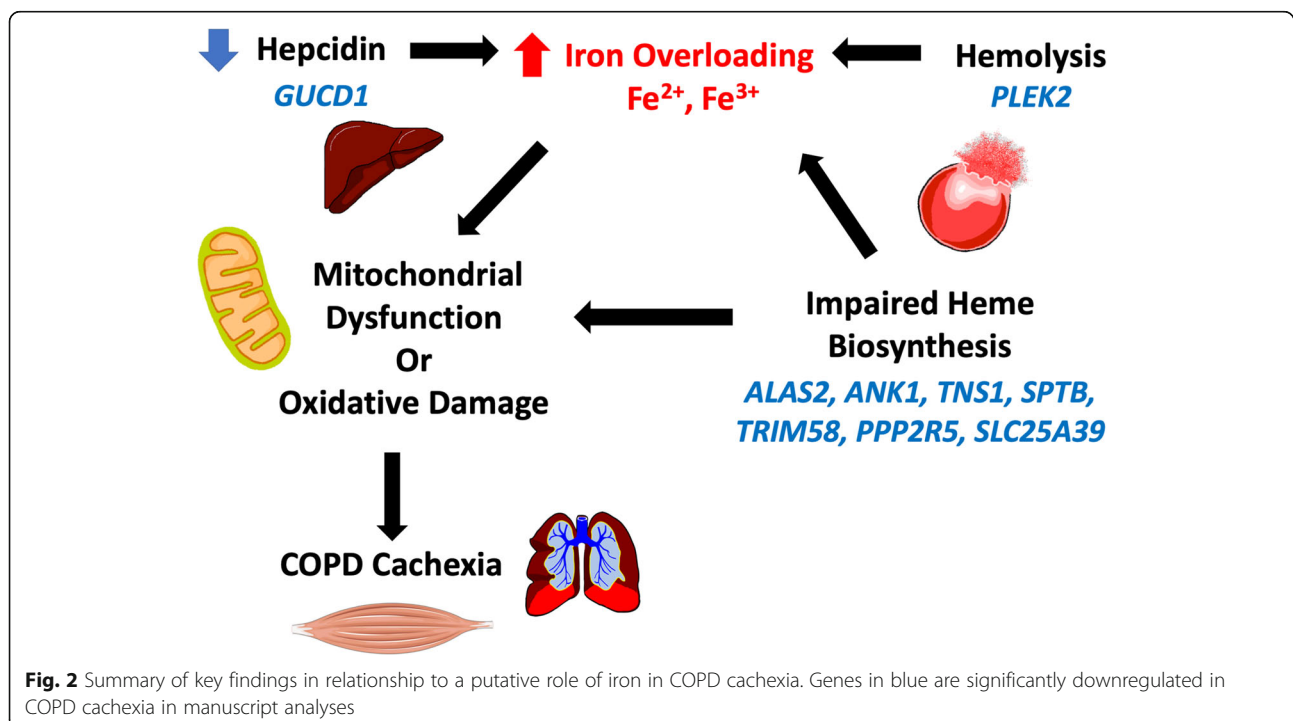 Hepcidin
GUCD1
Iron Overloading
Fe²⁺, Fe³⁺
Hemolysis
PLEK2
Mitochondrial
Dysfunction
Or
Oxidative Damage
Impaired Heme
Biosynthesis
ALAS2, ANK1, TNS1, SPTB,
TRIM58, PPP2R5, SLC25A39
COPD Cachexia
Fig. 2 Summary of key findings in relationship to a putative role of iron in COPD cachexia. Genes in blue are significantly downregulated in
COPD cachexia in manuscript analyses